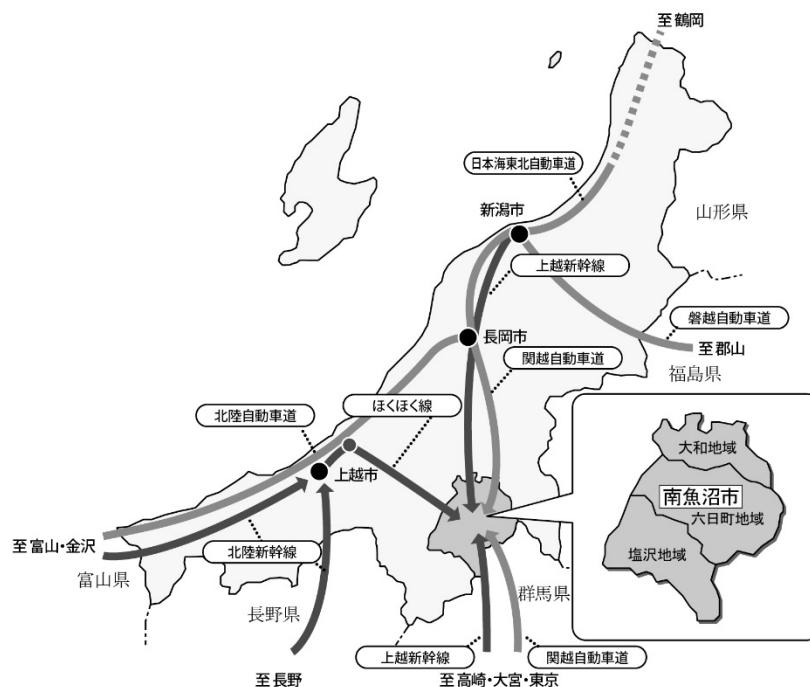 至鶴岡
日本海東北自動車道
新潟市
山形県
上越新幹線
磐越自動車道
長岡市
至郡山
関越自動車道
福島県
北陸自動車道
ほくほく線
大和地域
上越市
南魚沼市
六日町地域
至富山・金沢
北陸新幹線
塩沢地域
富山県
長野県
群馬県
上越新幹線
関越自動車道
至長野
至高崎・大宮・東京